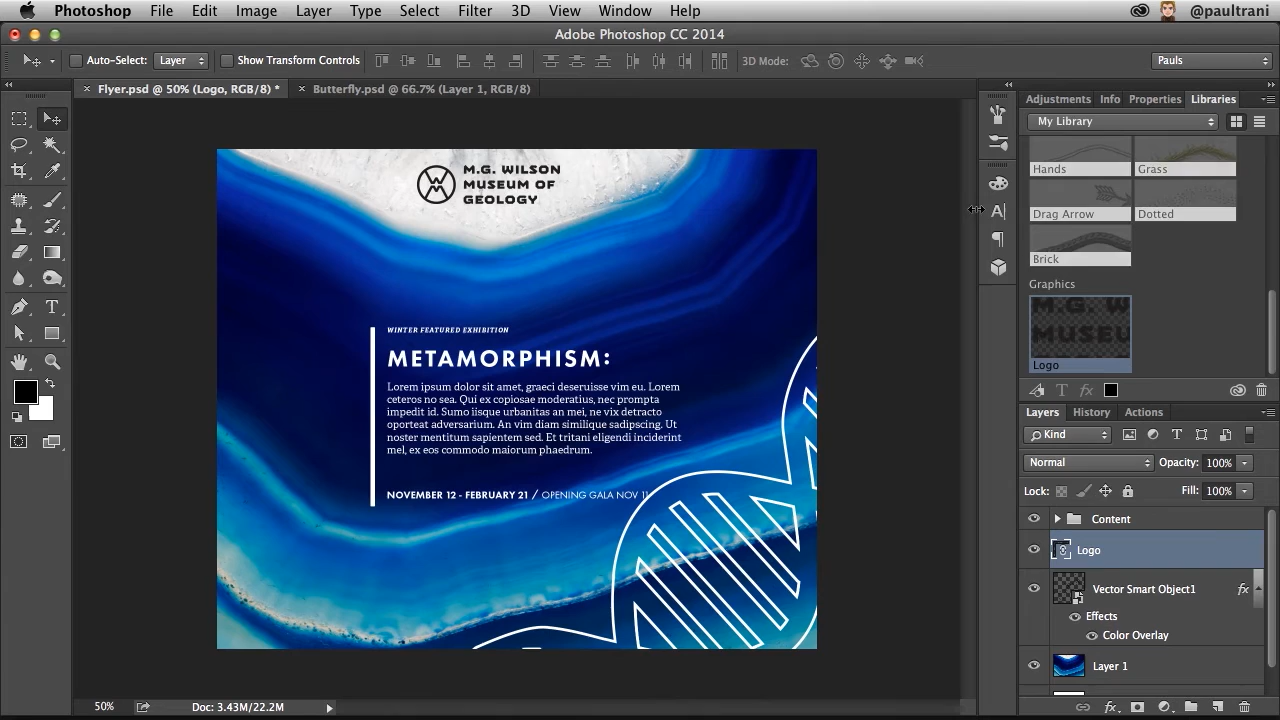 Photoshop File Edit Image Layer Type Select Filter 3D View Window Help @paultrani
Adobe Photoshop CC 2014
Auto-Select: Layer Show Transform Controls 3D Mode: Pauls
Flyer.psd @ 50% (Logo, RGB/8) * Butterfly.psd @ 66.7% (Layer 1, RGB/8)
Adjustments Info Properties Libraries
My Library
Hands Grass
Drag Arrow Dotted
Brick
Graphics
M.G. W
MUSEU
Logo
M.G. WILSON
MUSEUM OF
GEOLOGY
WINTER FEATURED EXHIBITION
METAMORPHISM:
Lorem ipsum dolor sit amet, graeci deseruisse vim eu. Lorem
ceteros no sea. Qui ex copiosae moderatius, nec prompta
impedit id. Sumo iisque urbanitas an mei, ne vix detracto
oporteat adversarium. An vim diam similique sadipscing. Ut
noster mentitum sapientem sed. Et tritani eligendi inciderint
mel, ex eos commodo maiorum phaedrum.
NOVEMBER 12 - FEBRUARY 21 / OPENING GALA NOV 11
Layers History Actions
Kind
Normal Opacity: 100%
Lock: Fill: 100%
Content
Logo
Vector Smart Object1 fx
Effects
Color Overlay
Layer 1
50% Doc: 3.43M/22.2M